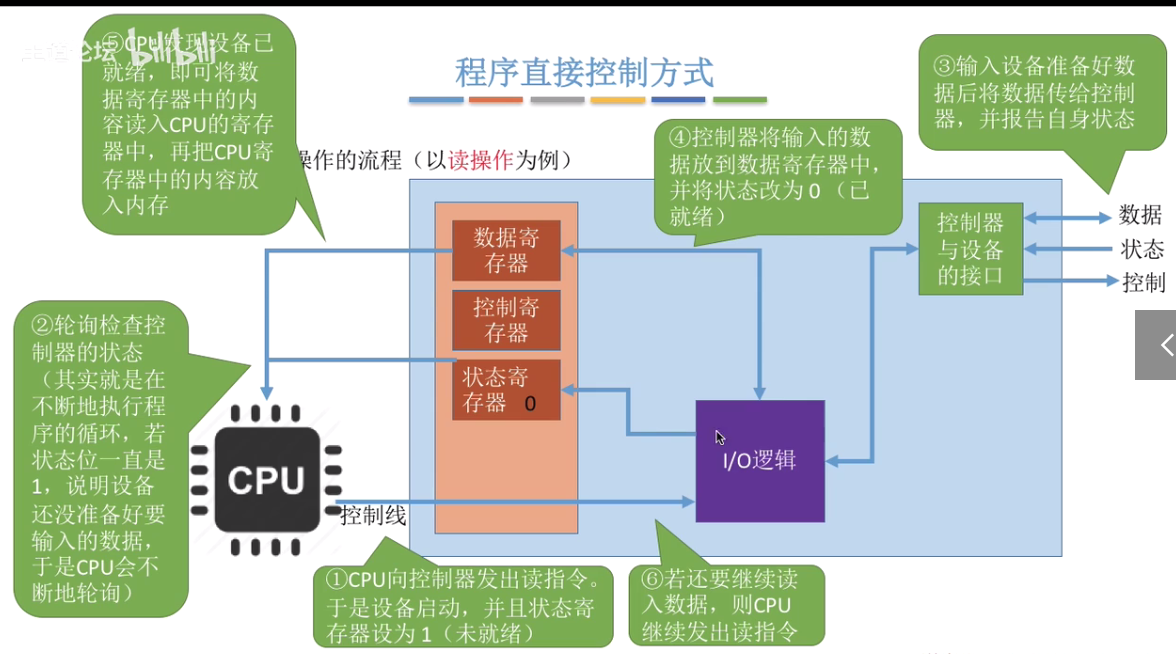 程序直接控制方式
操作的流程（以读操作为例）
⑤CPU发现设备已
就绪，即可将数
据寄存器中的内
容读入CPU的寄存
器中，再把CPU寄
存器中的内容放
入内存
bilibili
③输入设备准备好数
据后将数据传给控制
器，并报告自身状态
④控制器将输入的数
据放到数据寄存器中，
并将状态改为 0 （已
就绪）
数据寄
存器
控制寄
存器
状态寄
存器 0
控制器
与设备
的接口
数据
状态
控制
②轮询检查控
制器的状态
（其实就是在
不断地执行程
序的循环，若
状态位一直是
1，说明设备
还没准备好要
输入的数据，
于是CPU会不
断地轮询）
CPU
I/O逻辑
控制线
①CPU向控制器发出读指令。
于是设备启动，并且状态寄
存器设为 1（未就绪）
⑥若还要继续读
入数据，则CPU
继续发出读指令